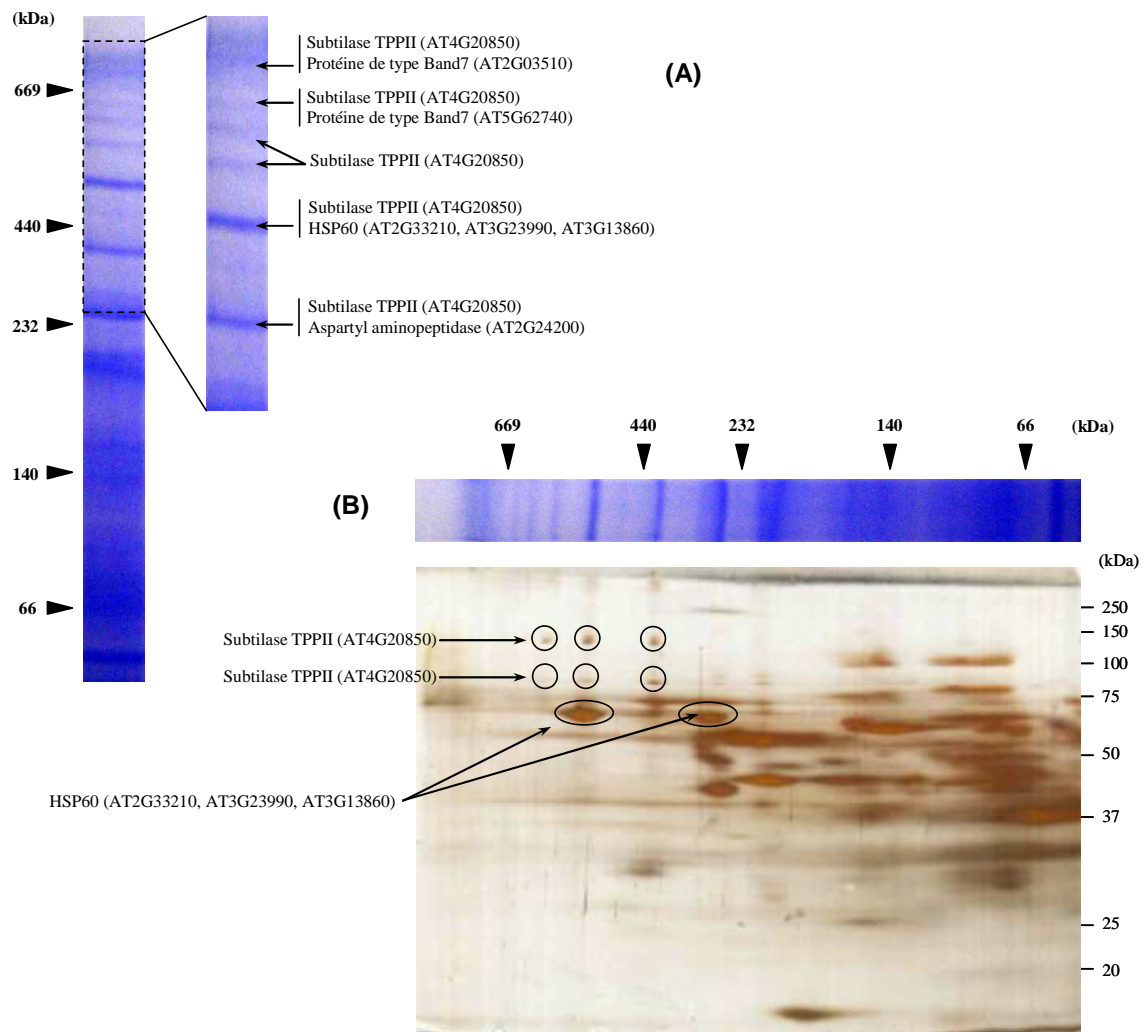 (kDa)
669
440
232
140
66
Subtilase TPPII (AT4G20850)
Protéine de type Band7 (AT2G03510)
Subtilase TPPII (AT4G20850)
Protéine de type Band7 (AT5G62740)
Subtilase TPPII (AT4G20850)
Subtilase TPPII (AT4G20850)
HSP60 (AT2G33210, AT3G23990, AT3G13860)
Subtilase TPPII (AT4G20850)
Aspartyl aminopeptidase (AT2G24200)
(A)
669 440 232 140 66 (kDa)
(B)
(kDa)
250
150
100
75
50
37
25
20
Subtilase TPPII (AT4G20850)
Subtilase TPPII (AT4G20850)
HSP60 (AT2G33210, AT3G23990, AT3G13860)